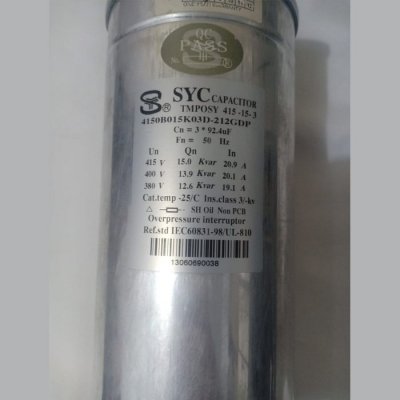 QC
PASS
No.
SYC CAPACITOR
TMPOSY 415 -15- 3
4150B015K03D-212GDP
Cn = 3 * 92.4uF
Fn = 50 Hz
Un Qn In
415 V 15.0 Kvar 20.9 A
400 V 13.9 Kvar 20.1 A
380 V 12.6 Kvar 19.1 A
Cat.temp -25/C Ins.class 3/-kv
SH Oil Non PCB
Overpressure interruptor
Ref.std IEC60831-98/UL-810
13060690038